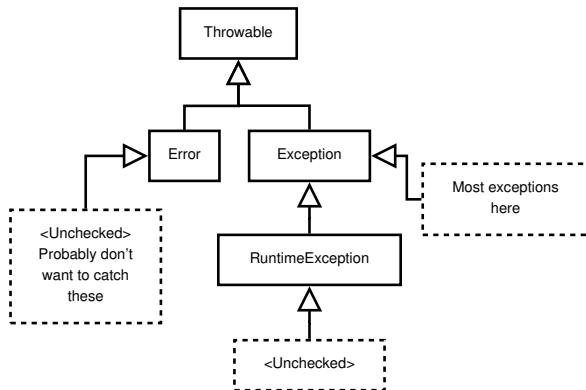 Throwable
Error
Exception
Most exceptions
here
<Unchecked>
Probably don't
want to catch
these
RuntimeException
<Unchecked>